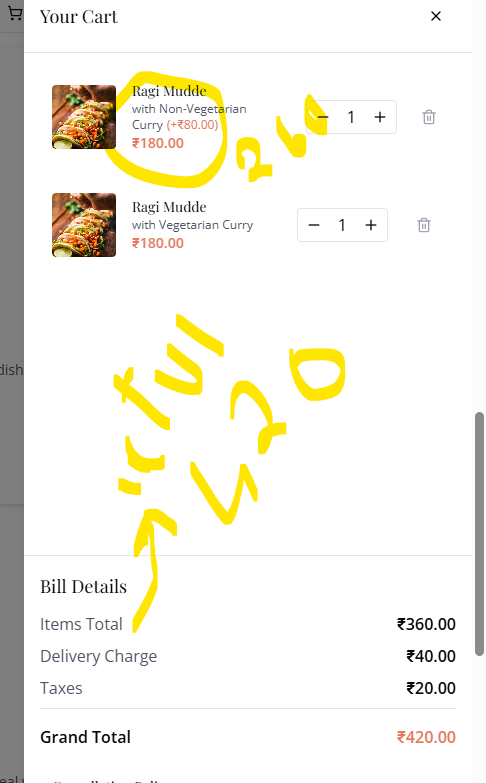 Your Cart
Ragi Mudde
with Non-Vegetarian
Curry (+₹80.00)
₹180.00
1
260
Ragi Mudde
with Vegetarian Curry
₹180.00
1
dish
420
Bill Details
Items Total ₹360.00
Delivery Charge ₹40.00
Taxes ₹20.00
Grand Total ₹420.00